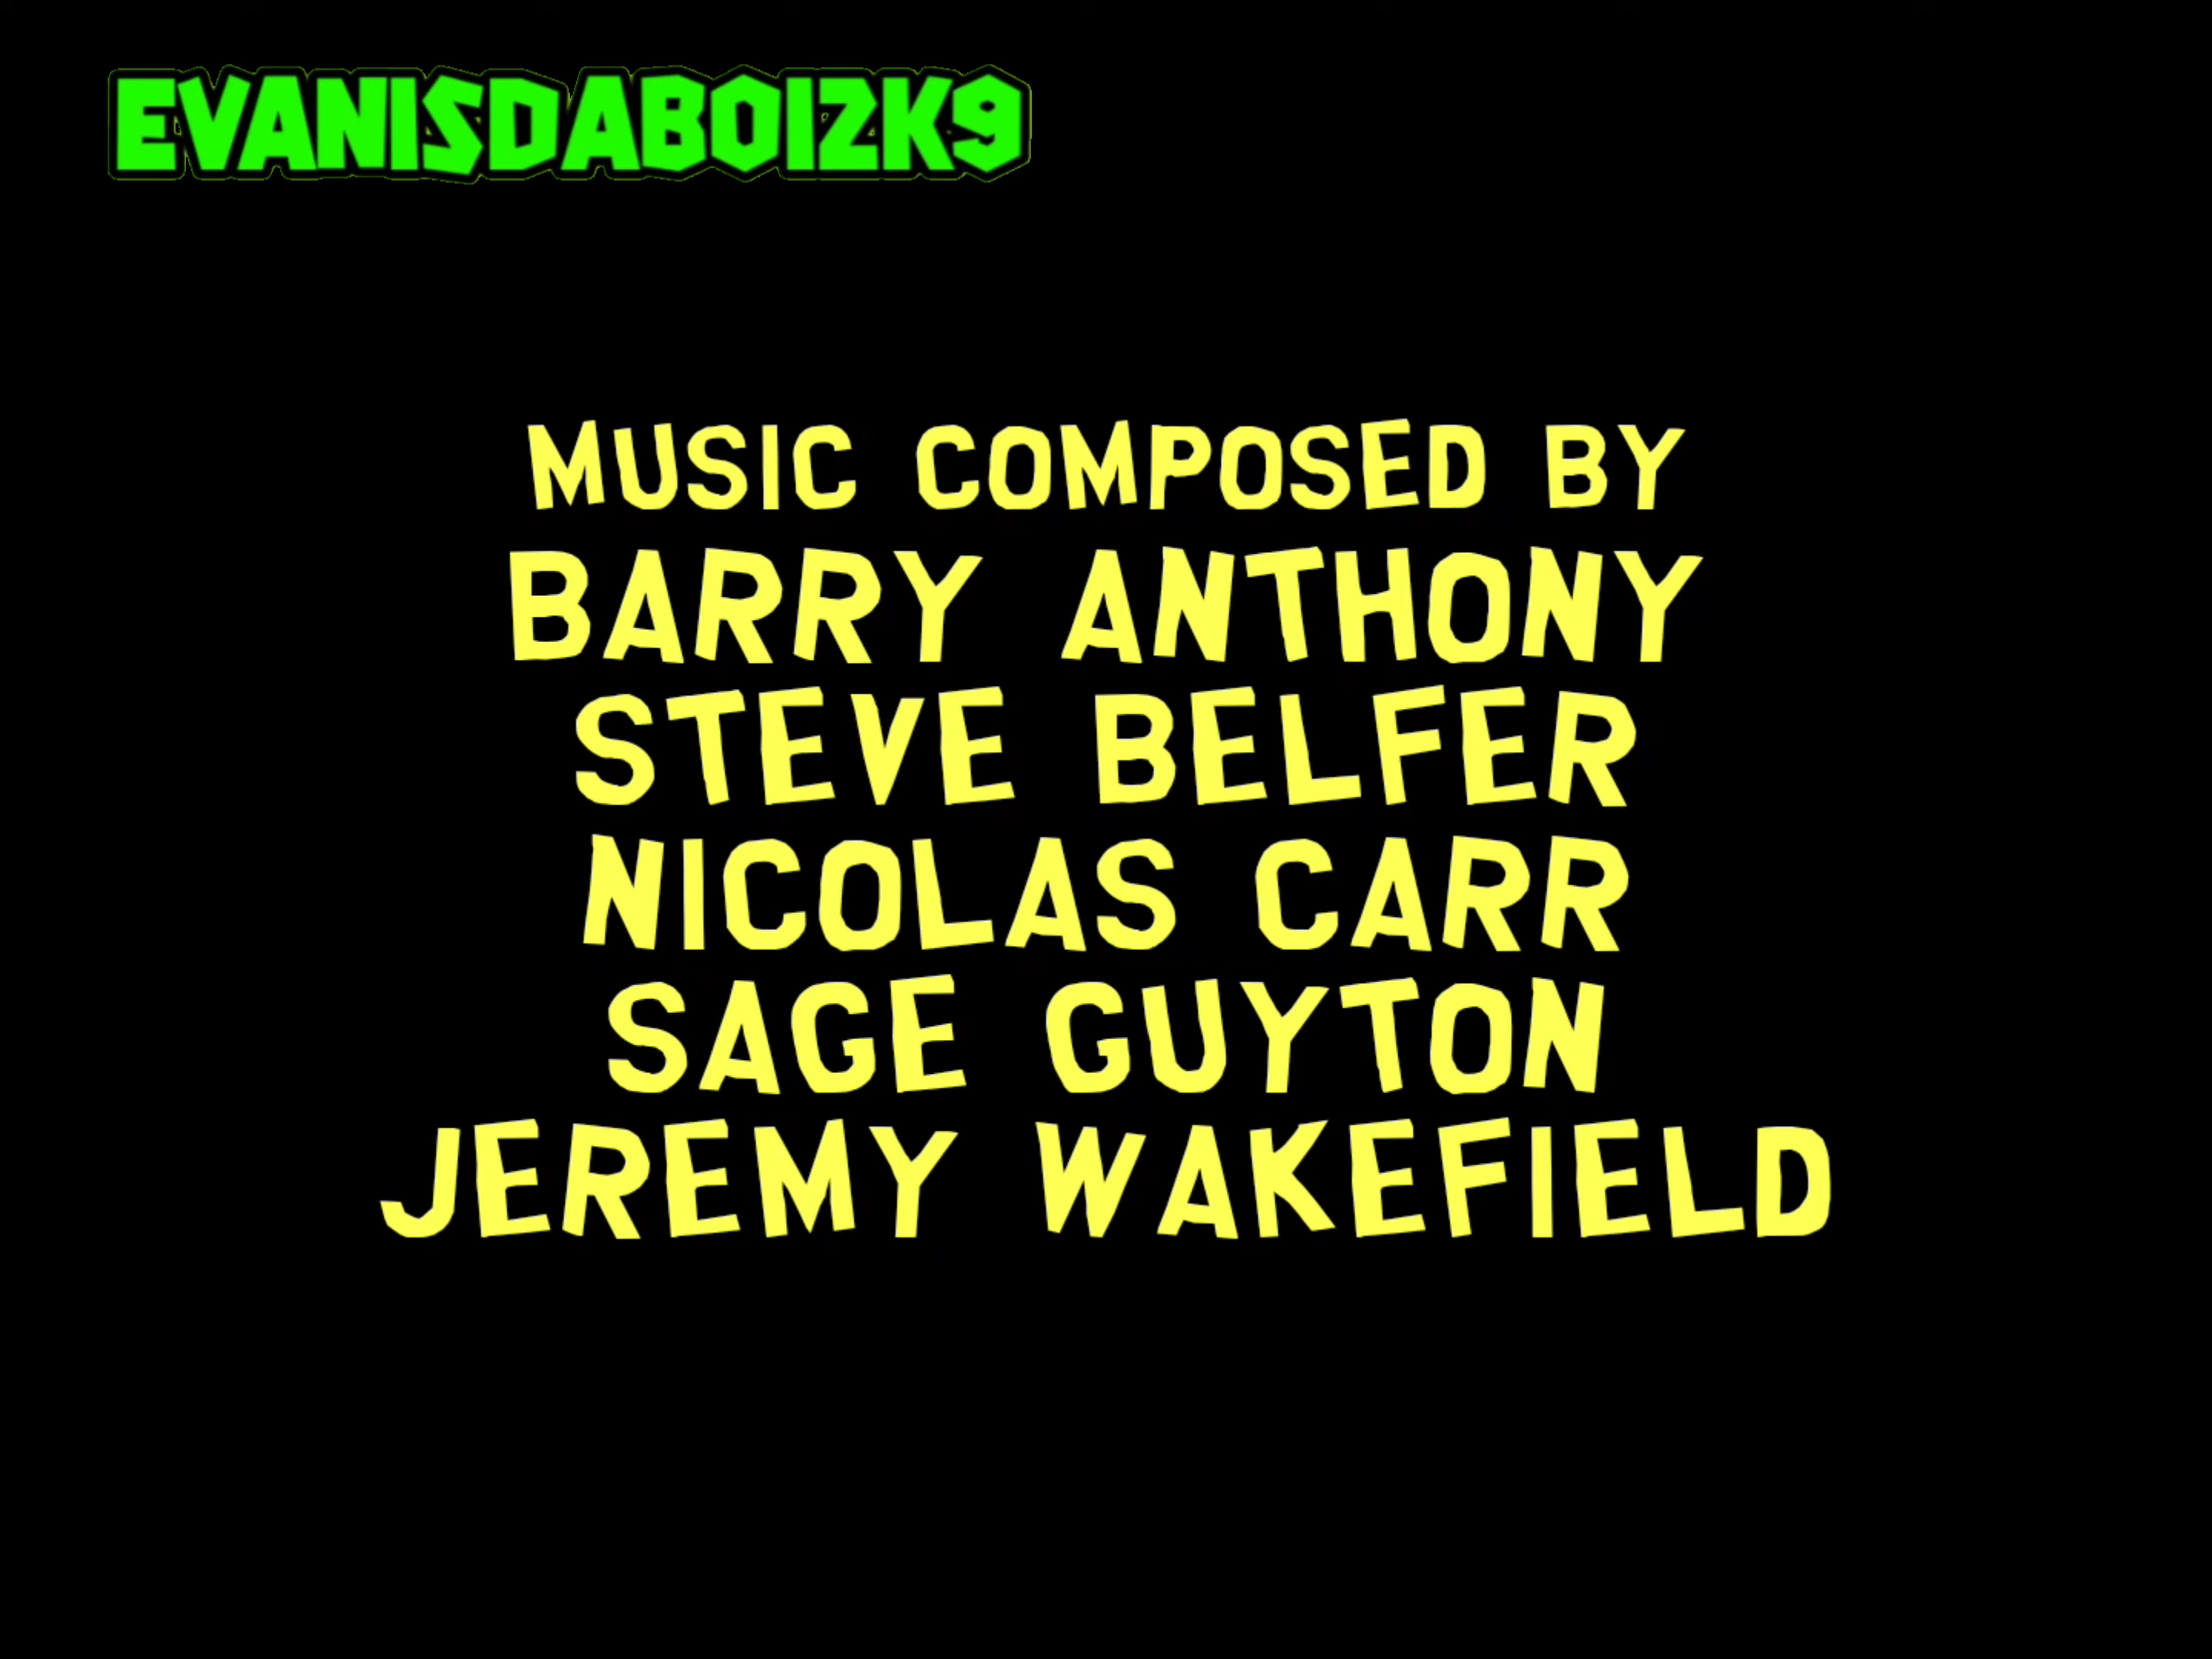 EVANISDABOIZK9
MUSIC COMPOSED BY
BARRY ANTHONY
STEVE BELFER
NICOLAS CARR
SAGE GUYTON
JEREMY WAKEFIELD